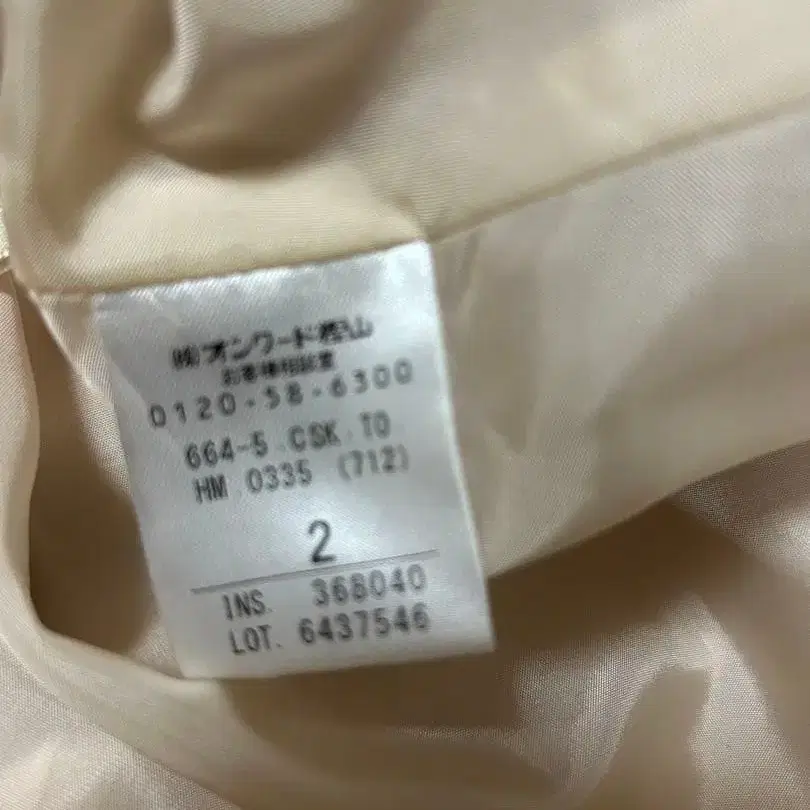 (株)オンワード樫山
お客様相談室
0120-58-6300
664-5 CSK TO
HM 0335 (712)
2
INS. 368040
LOT. 6437546